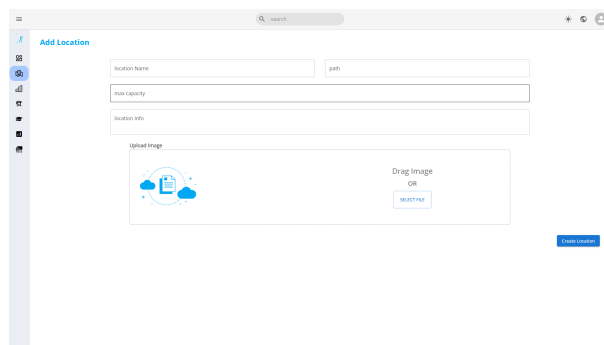 search
Add Location
location Name
path
max capacity
location Info
Upload Image
Drag Image
OR
SELECT FILE
Create Location